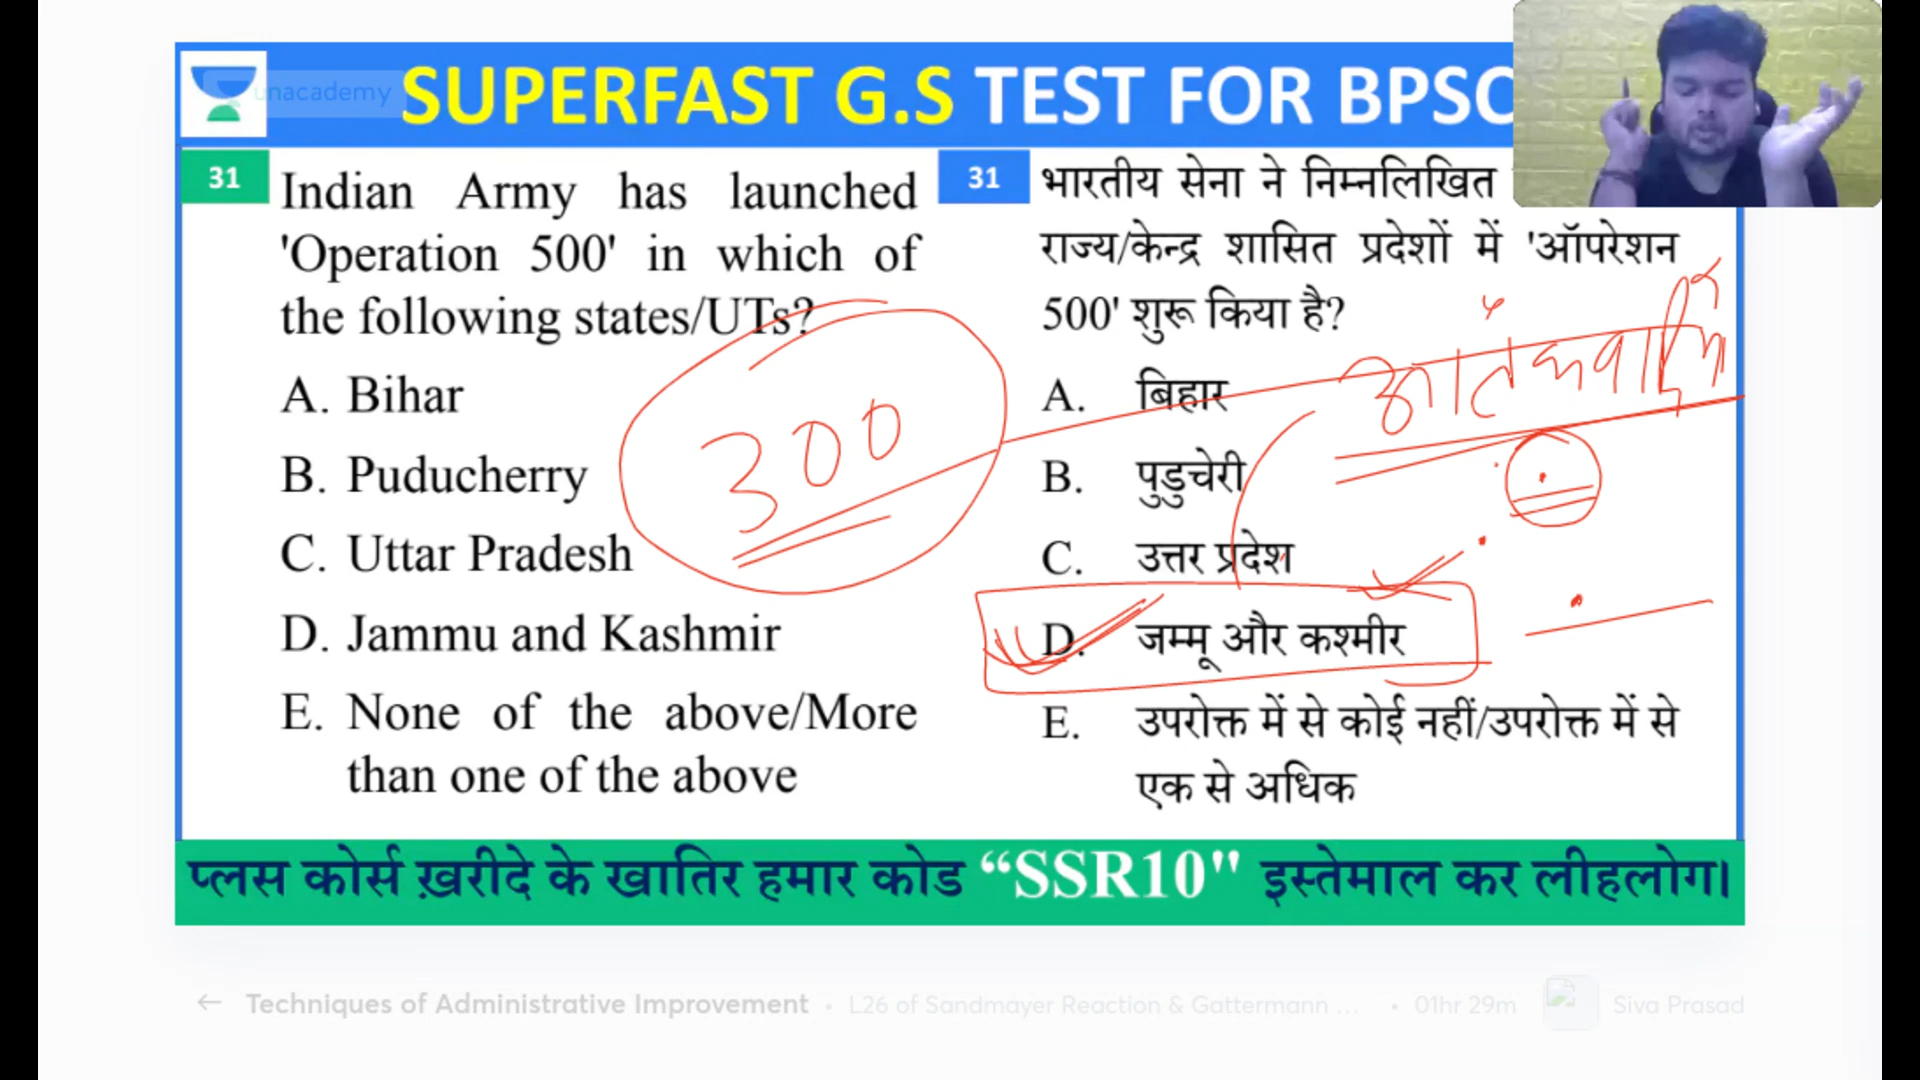 unacademy
SUPERFAST G.S TEST FOR BPSC
31
Indian Army has launched
'Operation 500' in which of
the following states/UTs?
A. Bihar
B. Puducherry
C. Uttar Pradesh
D. Jammu and Kashmir
E. None of the above/More
than one of the above
300
31
भारतीय सेना ने निम्नलिखित
राज्य/केन्द्र शासित प्रदेशों में 'ऑपरेशन
500' शुरू किया है?
A. बिहार
B. पुडुचेरी
C. उत्तर प्रदेश
D. जम्मू और कश्मीर
E. उपरोक्त में से कोई नहीं/उपरोक्त में से
एक से अधिक
प्लस कोर्स ख़रीदे के खातिर हमार कोड “SSR10" इस्तेमाल कर लीहलोग।
← Techniques of Administrative Improvement • L26 of Sandmayer Reaction & Gattermann ... • 01hr 29m Siva Prasad